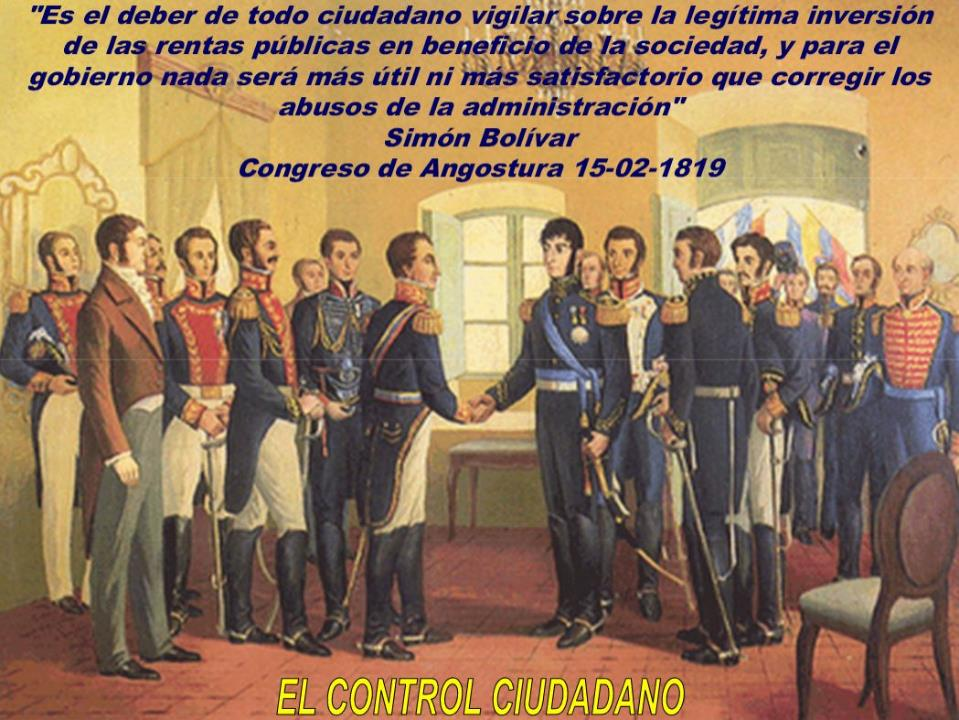 "Es el deber de todo ciudadano vigilar sobre la legítima inversión
de las rentas públicas en beneficio de la sociedad, y para el
gobierno nada será más útil ni más satisfactorio que corregir los
abusos de la administración"
Simón Bolívar
Congreso de Angostura 15-02-1819
EL CONTROL CIUDADANO